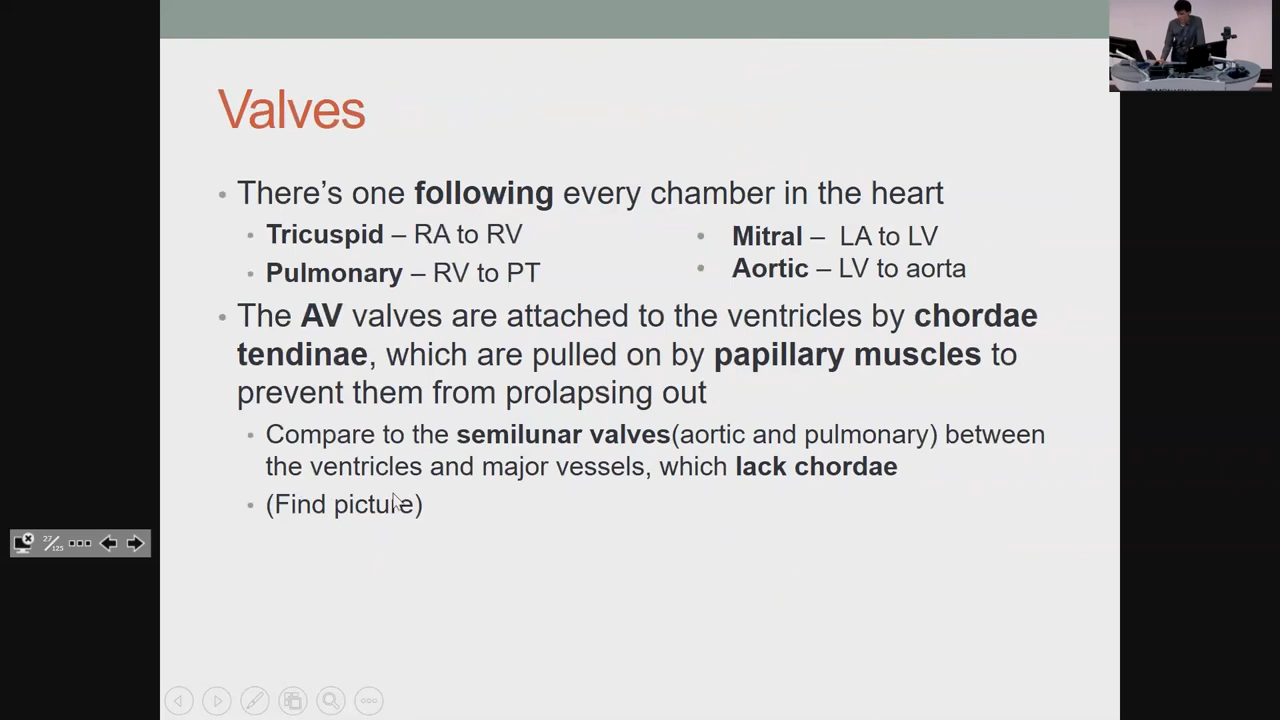 Valves
• There's one following every chamber in the heart
• Tricuspid – RA to RV
• Pulmonary – RV to PT
• Mitral – LA to LV
• Aortic – LV to aorta
• The AV valves are attached to the ventricles by chordae
tendinae, which are pulled on by papillary muscles to
prevent them from prolapsing out
• Compare to the semilunar valves(aortic and pulmonary) between
the ventricles and major vessels, which lack chordae
• (Find picture)
27/125